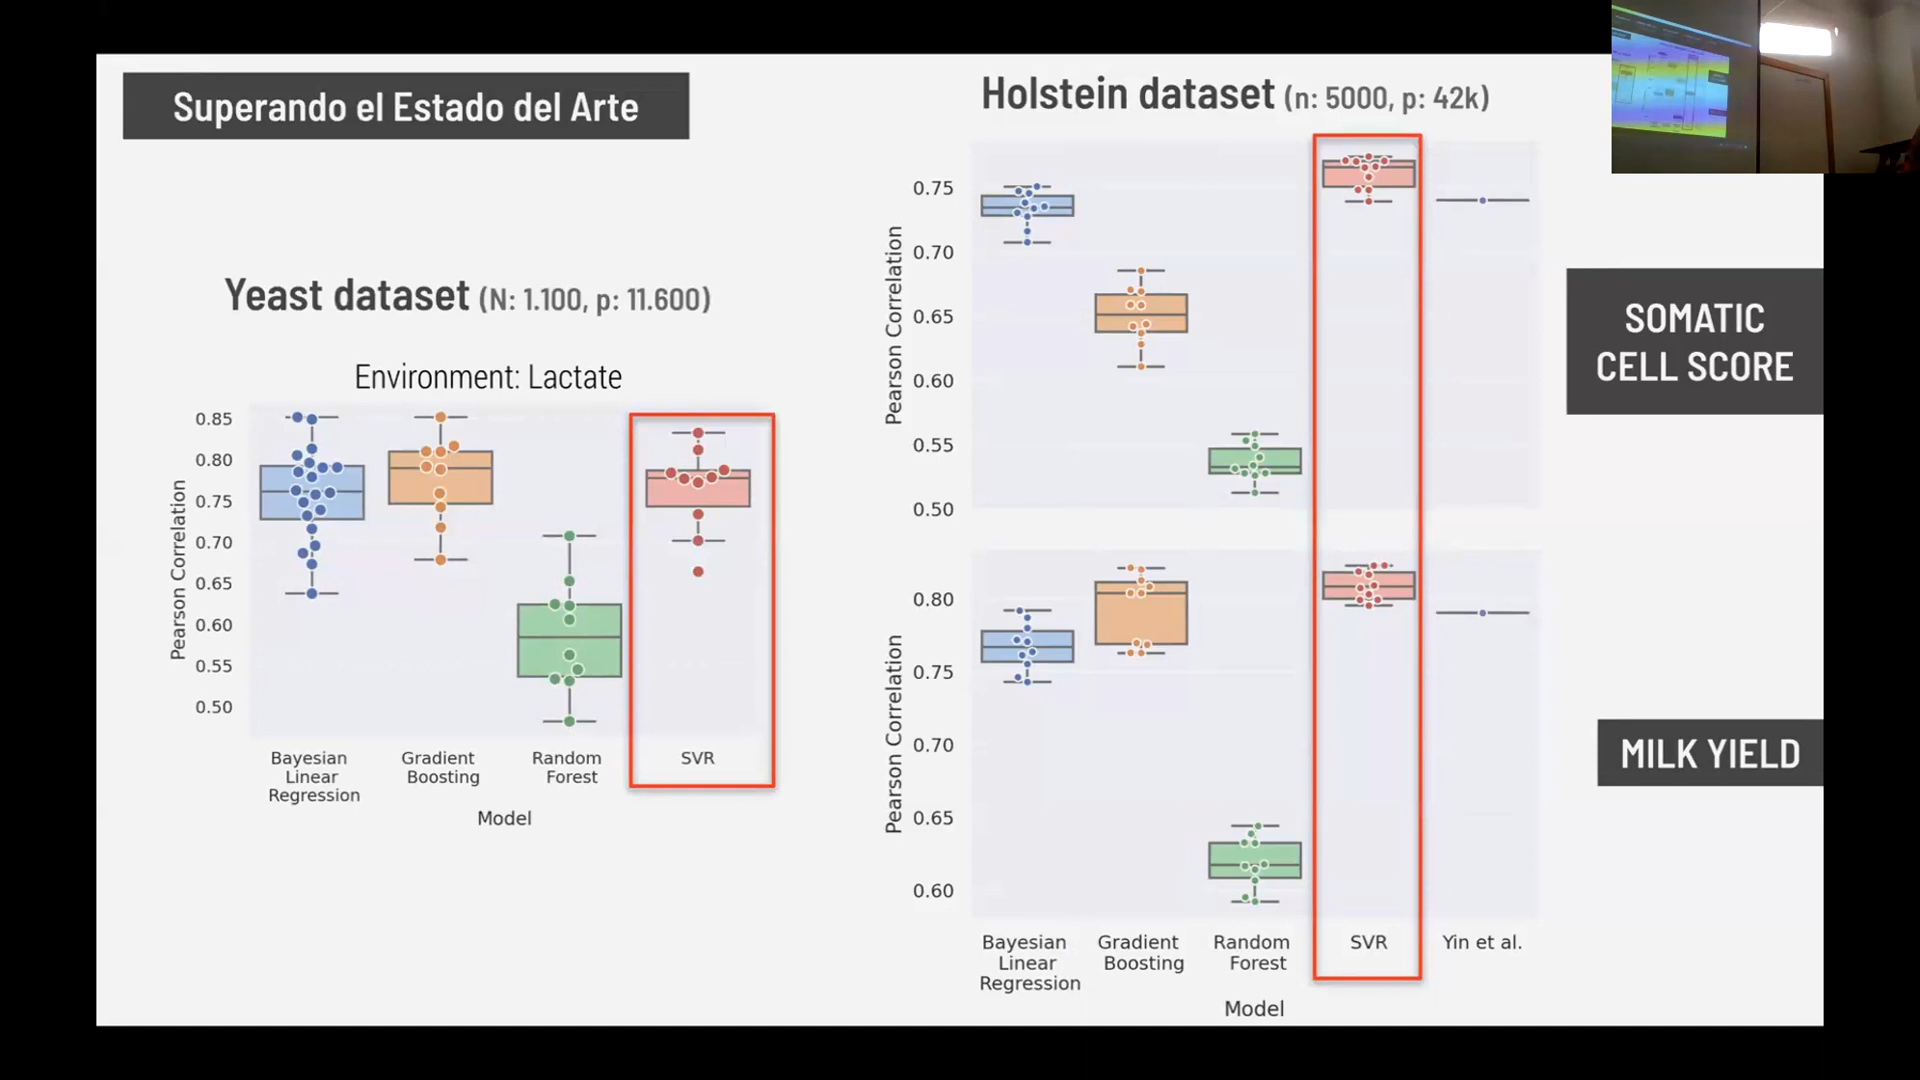 Superando el Estado del Arte
Yeast dataset (N: 1.100, p: 11.600)
Environment: Lactate
Pearson Correlation
0.85
0.80
0.75
0.70
0.65
0.60
0.55
0.50
Bayesian
Linear
Regression
Gradient
Boosting
Random
Forest
SVR
Model
Holstein dataset (n: 5000, p: 42k)
Pearson Correlation
0.75
0.70
0.65
0.60
0.55
0.50
SOMATIC
CELL SCORE
Pearson Correlation
0.80
0.75
0.70
0.65
0.60
MILK YIELD
Bayesian
Linear
Regression
Gradient
Boosting
Random
Forest
SVR
Yin et al.
Model